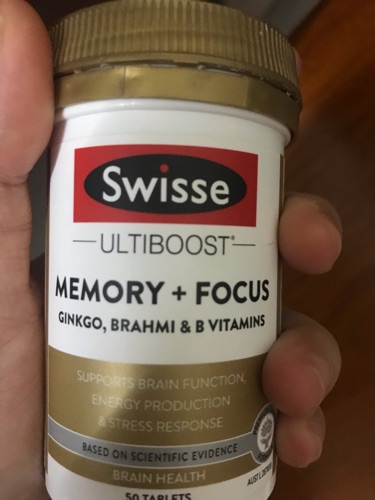 Swisse
ULTIBOOST®
MEMORY + FOCUS
GINKGO, BRAHMI & B VITAMINS
SUPPORTS BRAIN FUNCTION,
ENERGY PRODUCTION
& STRESS RESPONSE
BASED ON SCIENTIFIC EVIDENCE
BRAIN HEALTH
AUST L
50 TABLETS